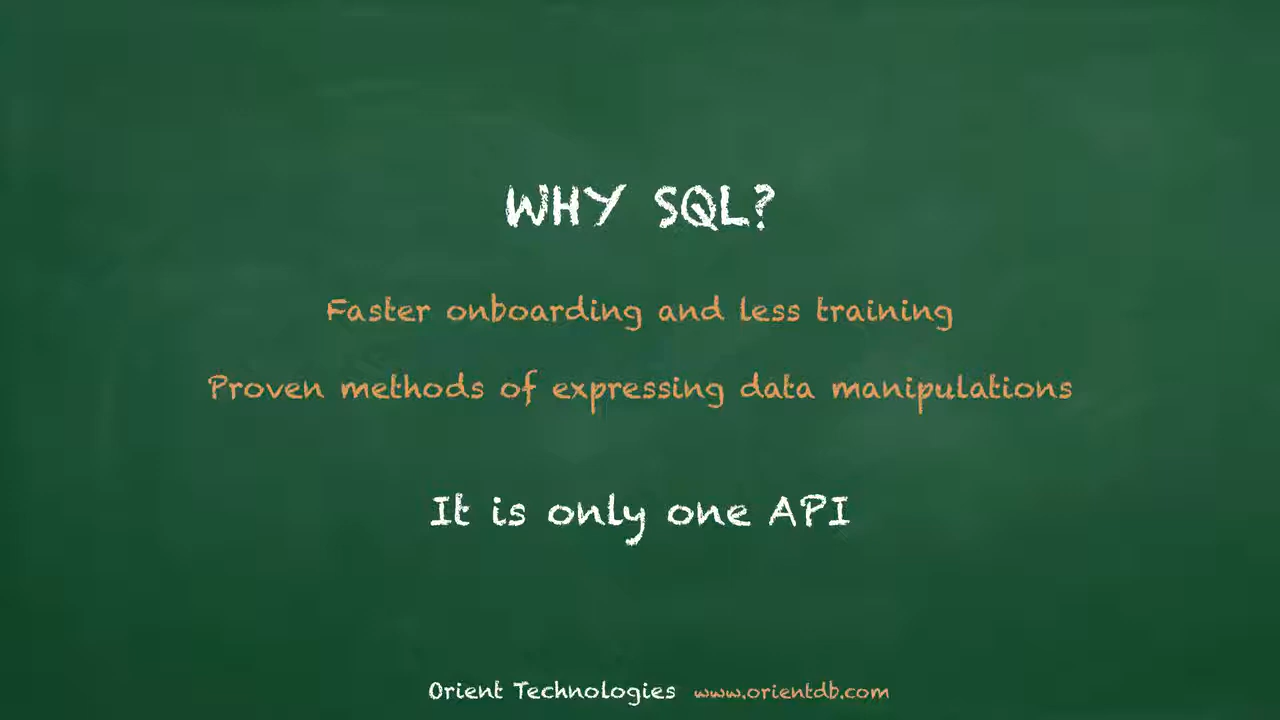 WHY SQL?
Faster onboarding and less training
Proven methods of expressing data manipulations
It is only one API
Orient Technologies www.orientdb.com